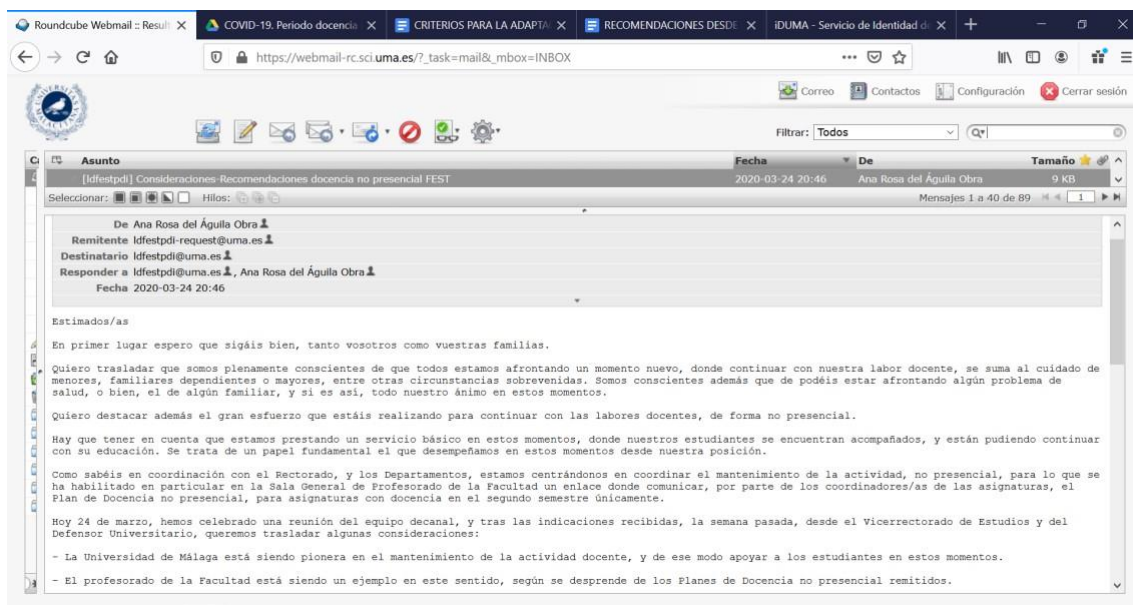 Roundcube Webmail :: Result
COVID-19. Periodo docencia
CRITERIOS PARA LA ADAPTA
RECOMENDACIONES DESDE
iDUMA - Servicio de Identidad d
https://webmail-rc.sci.uma.es/?_task=mail&_mbox=INBOX
Correo Contactos Configuración Cerrar sesión
Filtrar: Todos
Asunto Fecha De Tamaño
[ldfestpdi] Consideraciones-Recomendaciones docencia no presencial FEST 2020-03-24 20:46 Ana Rosa del Águila Obra 9 KB
Seleccionar: Hilos: Mensajes 1 a 40 de 89 1
De Ana Rosa del Águila Obra
Remitente ldfestpdi-request@uma.es
Destinatario ldfestpdi@uma.es
Responder a ldfestpdi@uma.es, Ana Rosa del Águila Obra
Fecha 2020-03-24 20:46
Estimados/as
En primer lugar espero que sigáis bien, tanto vosotros como vuestras familias.
Quiero trasladar que somos plenamente conscientes de que todos estamos afrontando un momento nuevo, donde continuar con nuestra labor docente, se suma al cuidado de
menores, familiares dependientes o mayores, entre otras circunstancias sobrevenidas. Somos conscientes además que de podéis estar afrontando algún problema de
salud, o bien, el de algún familiar, y si es así, todo nuestro ánimo en estos momentos.
Quiero destacar además el gran esfuerzo que estáis realizando para continuar con las labores docentes, de forma no presencial.
Hay que tener en cuenta que estamos prestando un servicio básico en estos momentos, donde nuestros estudiantes se encuentran acompañados, y están pudiendo continuar
con su educación. Se trata de un papel fundamental el que desempeñamos en estos momentos desde nuestra posición.
Como sabéis en coordinación con el Rectorado, y los Departamentos, estamos centrándonos en coordinar el mantenimiento de la actividad, no presencial, para lo que se
ha habilitado en particular en la Sala General de Profesorado de la Facultad un enlace donde comunicar, por parte de los coordinadores/as de las asignaturas, el
Plan de Docencia no presencial, para asignaturas con docencia en el segundo semestre únicamente.
Hoy 24 de marzo, hemos celebrado una reunión del equipo decanal, y tras las indicaciones recibidas, la semana pasada, desde el Vicerrectorado de Estudios y del
Defensor Universitario, queremos trasladar algunas consideraciones:
- La Universidad de Málaga está siendo pionera en el mantenimiento de la actividad docente, y de ese modo apoyar a los estudiantes en estos momentos.
- El profesorado de la Facultad está siendo un ejemplo en este sentido, según se desprende de los Planes de Docencia no presencial remitidos.